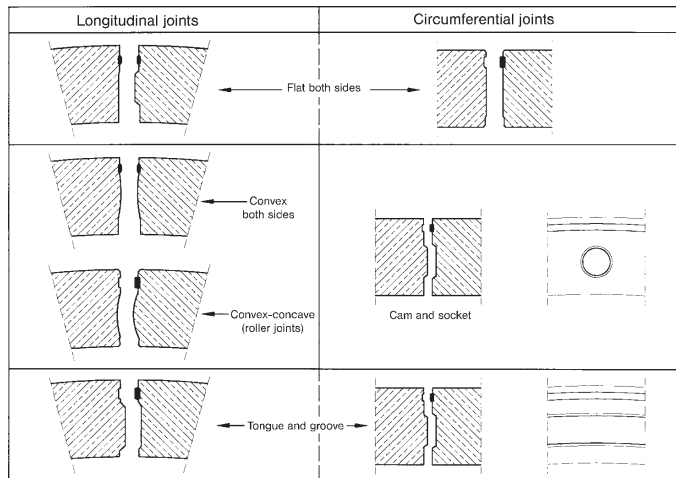 Longitudinal joints
Circumferential joints
Flat both sides
Convex
both sides
Convex-concave
(roller joints)
Cam and socket
Tongue and groove